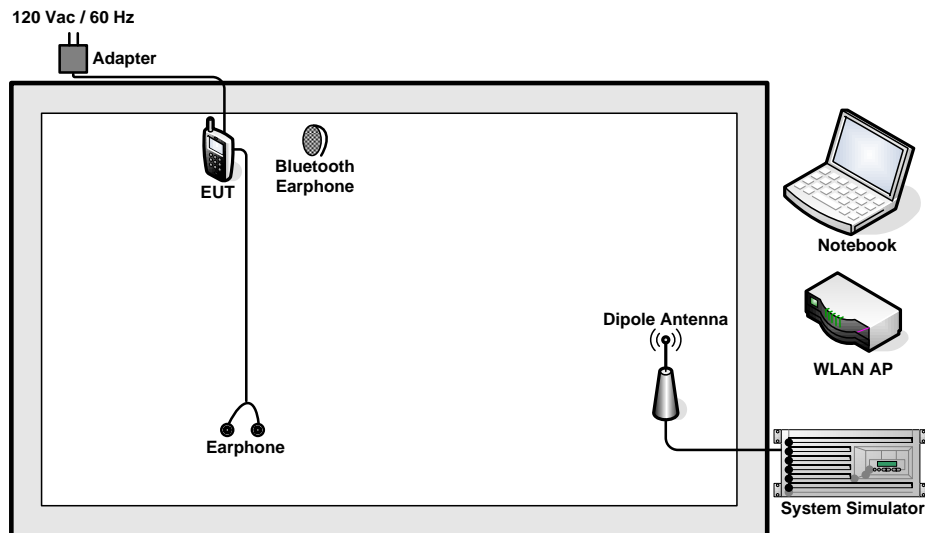 120 Vac / 60 Hz
Adapter
EUT
Bluetooth
Earphone
Notebook
Dipole Antenna
WLAN AP
Earphone
System Simulator